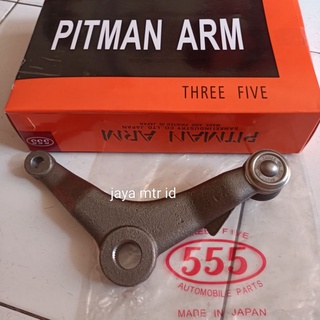 PITMAN ARM
THREE FIVE
PITMAN ARM
555
jaya mtr id
555
AUTOMOBILE PARTS
MADE IN JAPAN